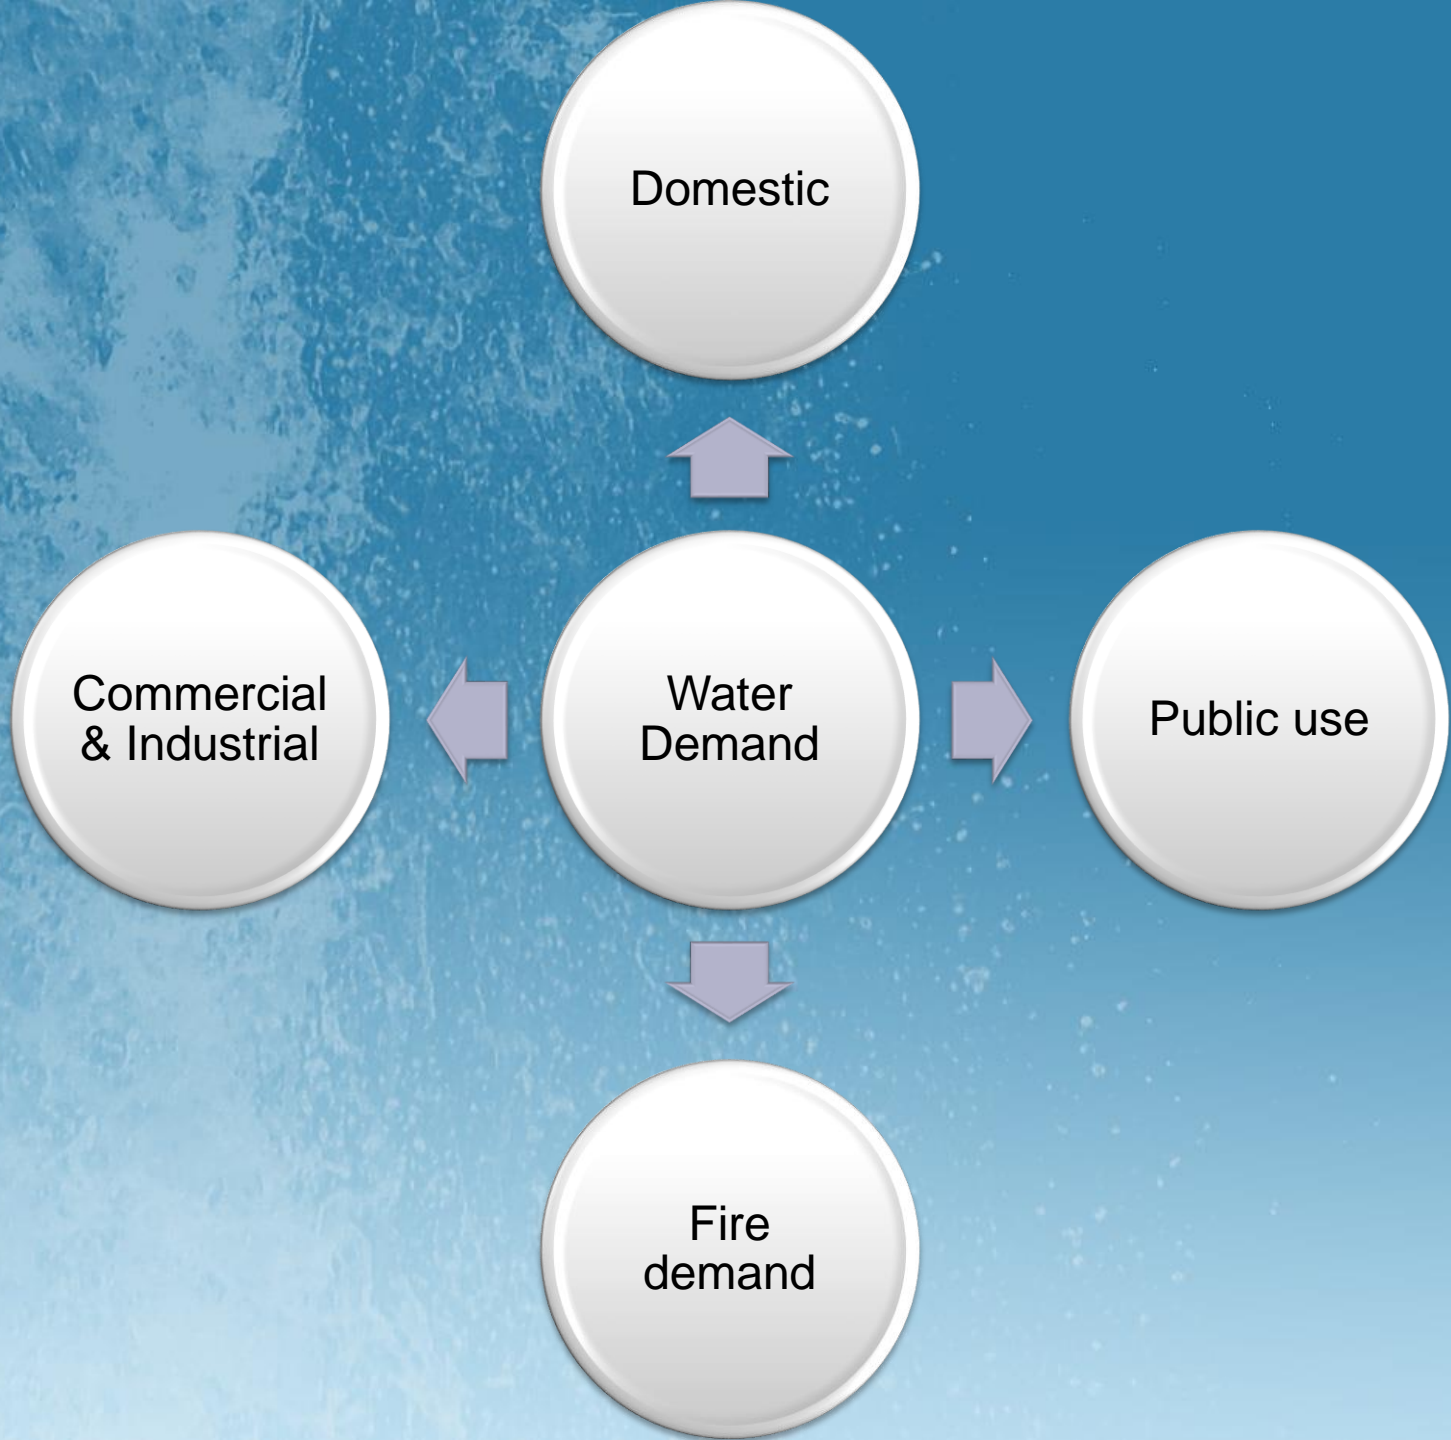 Domestic
Commercial
& Industrial
Water
Demand
Public use
Fire
demand